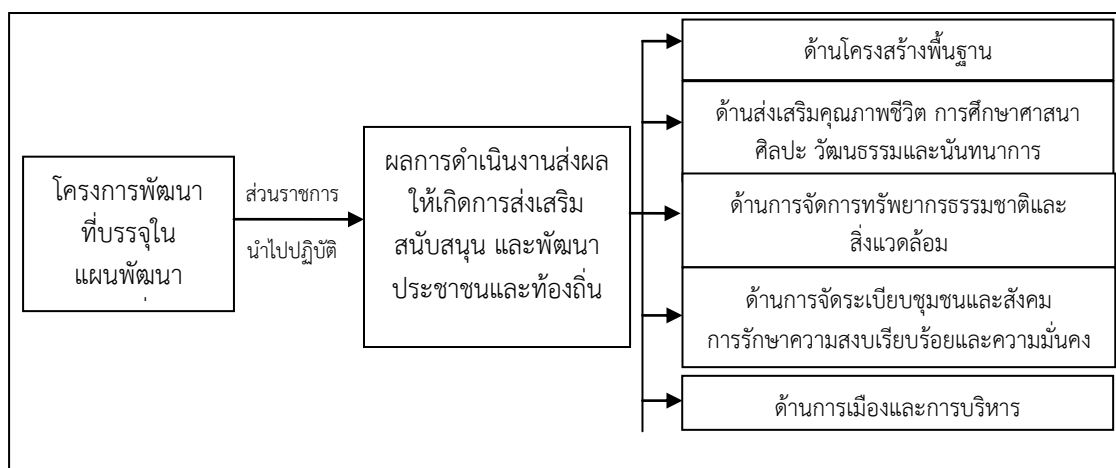 โครงการพัฒนา
ที่บรรจุใน
แผนพัฒนา
ส่วนราชการ
นำไปปฏิบัติ
ผลการดำเนินงานส่งผล
ให้เกิดการส่งเสริม
สนับสนุน และพัฒนา
ประชาชนและท้องถิ่น
ด้านโครงสร้างพื้นฐาน
ด้านส่งเสริมคุณภาพชีวิต การศึกษาศาสนา
ศิลปะ วัฒนธรรมและนันทนาการ
ด้านการจัดการทรัพยากรธรรมชาติและ
สิ่งแวดล้อม
ด้านการจัดระเบียบชุมชนและสังคม
การรักษาความสงบเรียบร้อยและความมั่นคง
ด้านการเมืองและการบริหาร